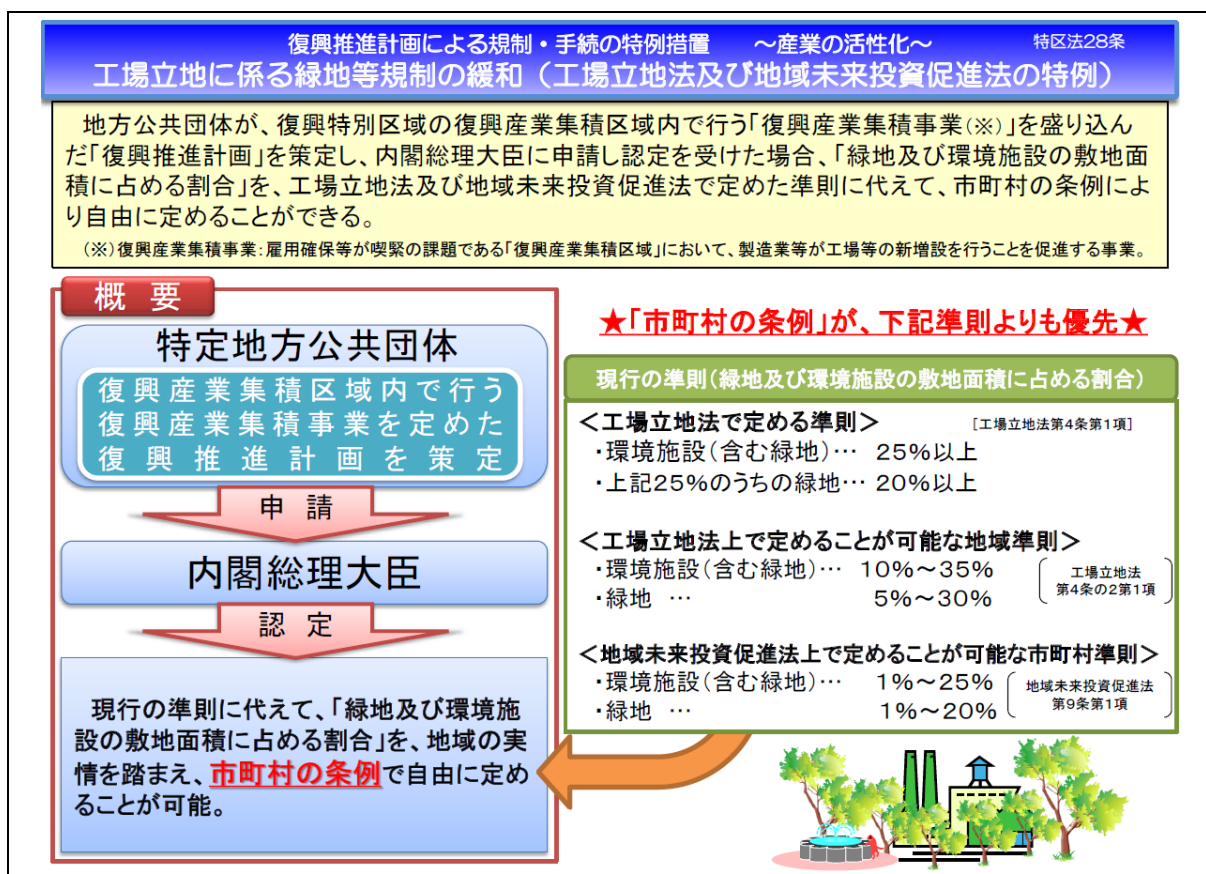 復興推進計画による規制・手続の特例措置　～産業の活性化～　特区法28条
工場立地に係る緑地等規制の緩和（工場立地法及び地域未来投資促進法の特例）
地方公共団体が、復興特別区域の復興産業集積区域内で行う「復興産業集積事業（※）」を盛り込ん
だ「復興推進計画」を策定し、内閣総理大臣に申請し認定を受けた場合、「緑地及び環境施設の敷地面
積に占める割合」を、工場立地法及び地域未来投資促進法で定めた準則に代えて、市町村の条例によ
り自由に定めることができる。
（※）復興産業集積事業：雇用確保等が喫緊の課題である「復興産業集積区域」において、製造業等が工場等の新増設を行うことを促進する事業。
概　要
特定地方公共団体
復興産業集積区域内で行う
復興産業集積事業を定めた
復興推進計画を策定
申　請
内閣総理大臣
認　定
現行の準則に代えて、「緑地及び環境施
設の敷地面積に占める割合」を、地域の実
情を踏まえ、市町村の条例で自由に定め
ることが可能。
★「市町村の条例」が、下記準則よりも優先★
現行の準則（緑地及び環境施設の敷地面積に占める割合）
＜工場立地法で定める準則＞　［工場立地法第4条第1項］
・環境施設（含む緑地）… 25％以上
・上記25％のうちの緑地… 20％以上
＜工場立地法上で定めることが可能な地域準則＞
・環境施設（含む緑地）… 10％～35％
・緑地　… 5％～30％
工場立地法
第4条の2第1項
＜地域未来投資促進法上で定めることが可能な市町村準則＞
・環境施設（含む緑地）… 1％～25％
・緑地　… 1％～20％
地域未来投資促進法
第9条第1項